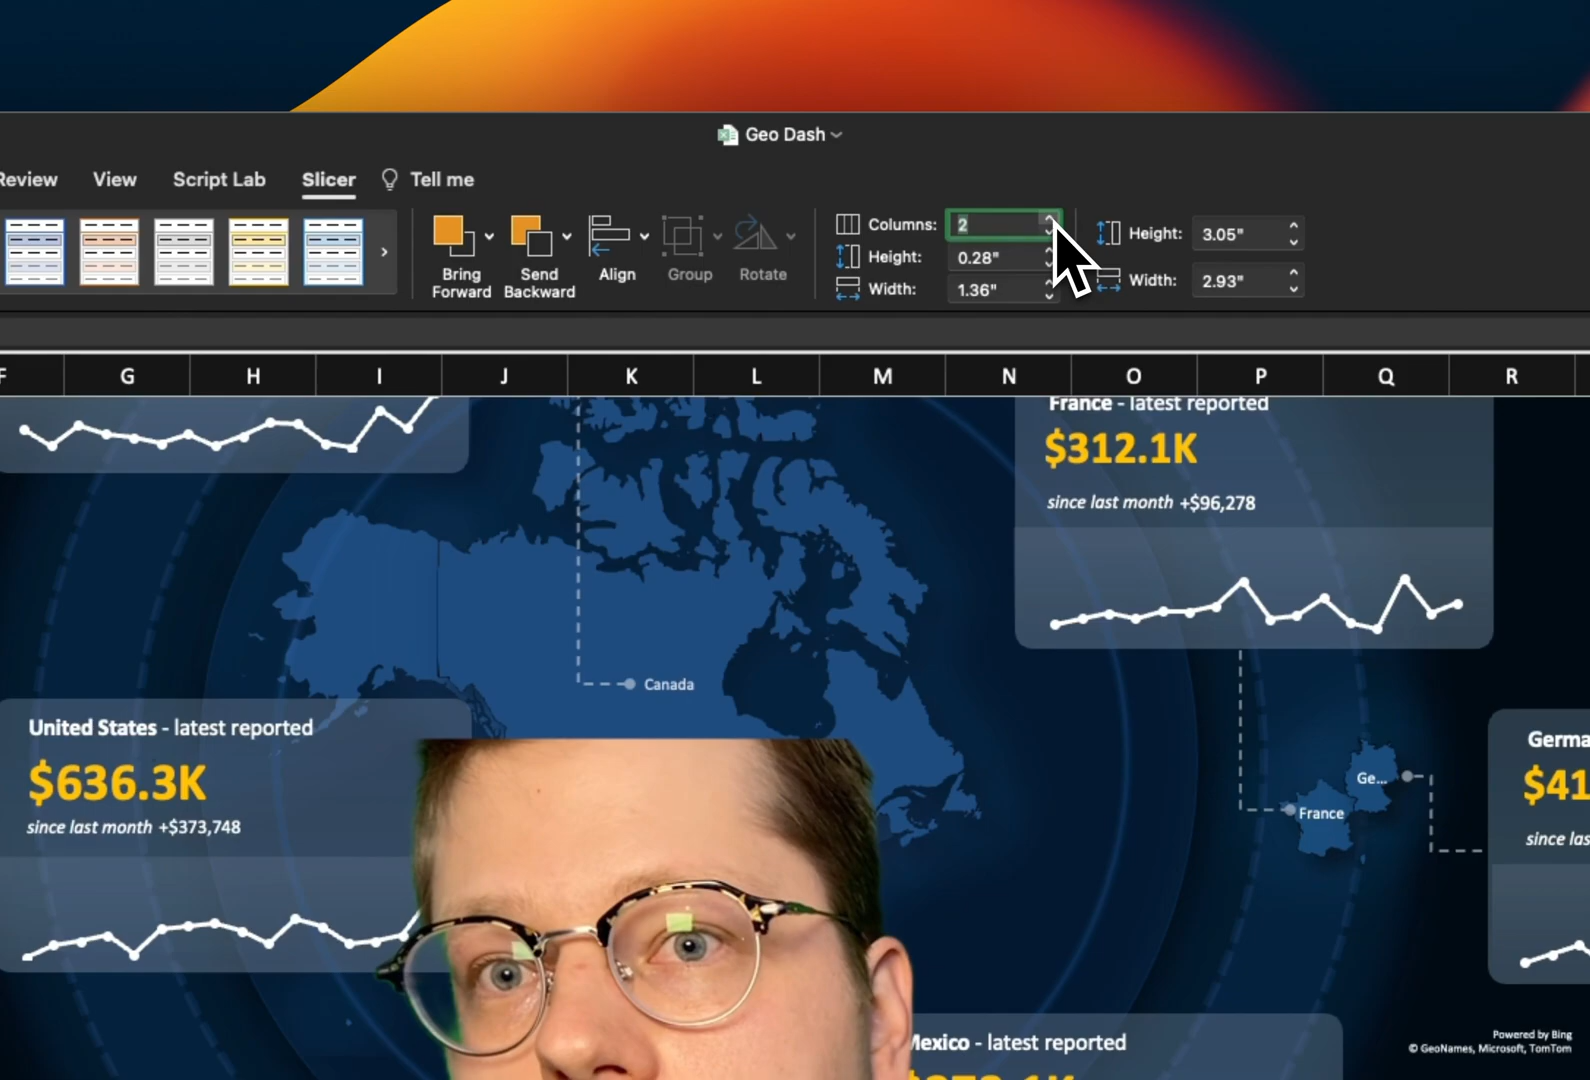 Geo Dash
Review View Script Lab Slicer Tell me
Bring Forward
Send Backward
Align
Group
Rotate
Columns: 2
Height: 0.28"
Width: 1.36"
Height: 3.05"
Width: 2.93"
F G H I J K L M N O P Q R
France - latest reported
$312.1K
since last month +$96,278
Canada
United States - latest reported
$636.3K
since last month +$373,748
Ge...
France
Germa
$41
since las
Mexico - latest reported
Powered by Bing
© GeoNames, Microsoft, TomTom